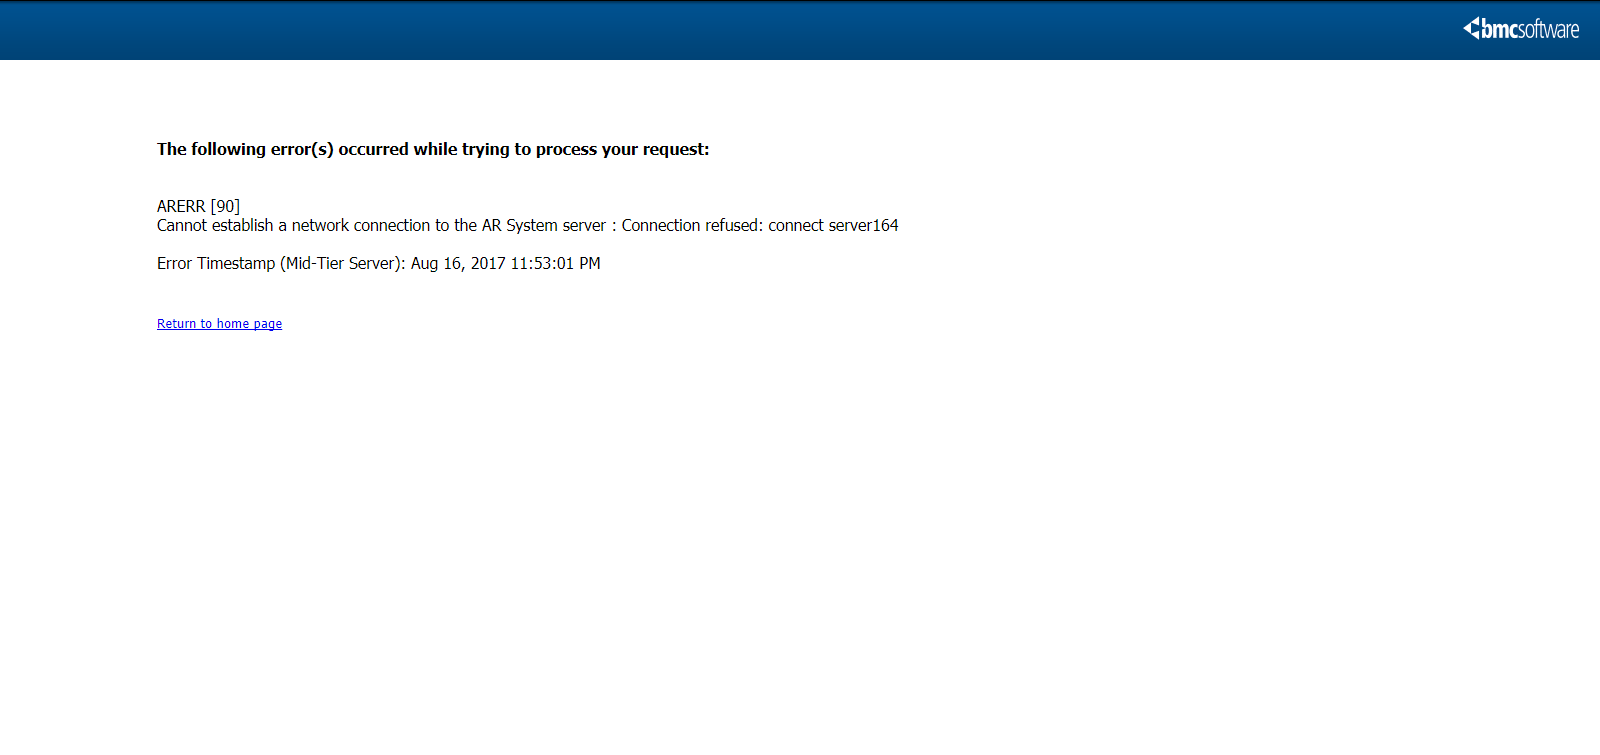 bmcsoftware
The following error(s) occurred while trying to process your request:
ARERR [90]
Cannot establish a network connection to the AR System server : Connection refused: connect server164
Error Timestamp (Mid-Tier Server): Aug 16, 2017 11:53:01 PM
Return to home page